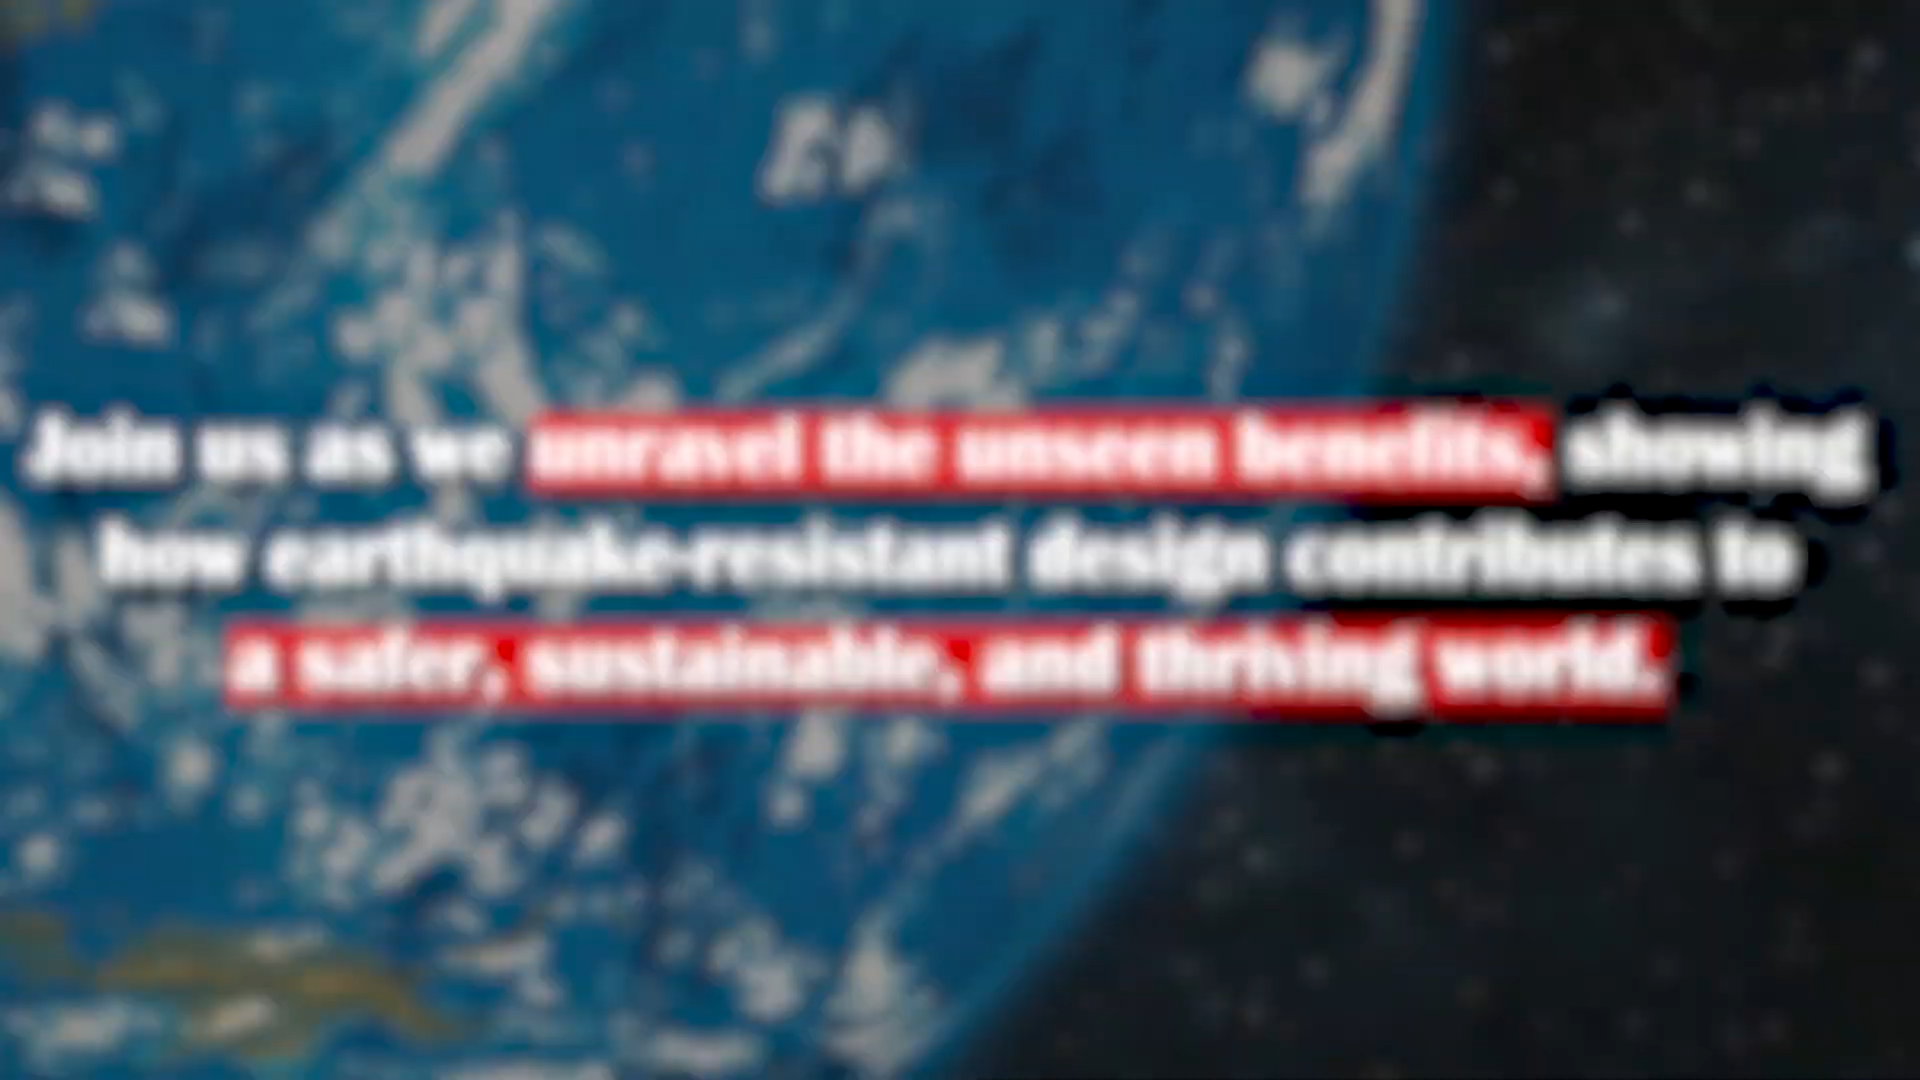 Join us as we unravel the unseen benefits, showing
how earthquake-resistant design contributes to
a safer, sustainable, and thriving world.